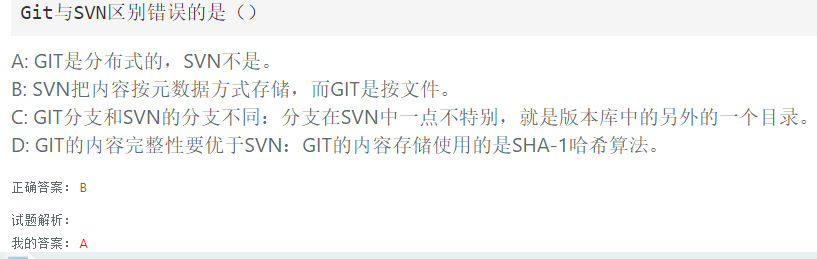 Git与SVN区别错误的是（）
A: GIT是分布式的，SVN不是。
B: SVN把内容按元数据方式存储，而GIT是按文件。
C: GIT分支和SVN的分支不同：分支在SVN中一点不特别，就是版本库中的另外的一个目录。
D: GIT的内容完整性要优于SVN：GIT的内容存储使用的是SHA-1哈希算法。
正确答案： B
试题解析：
我的答案： A